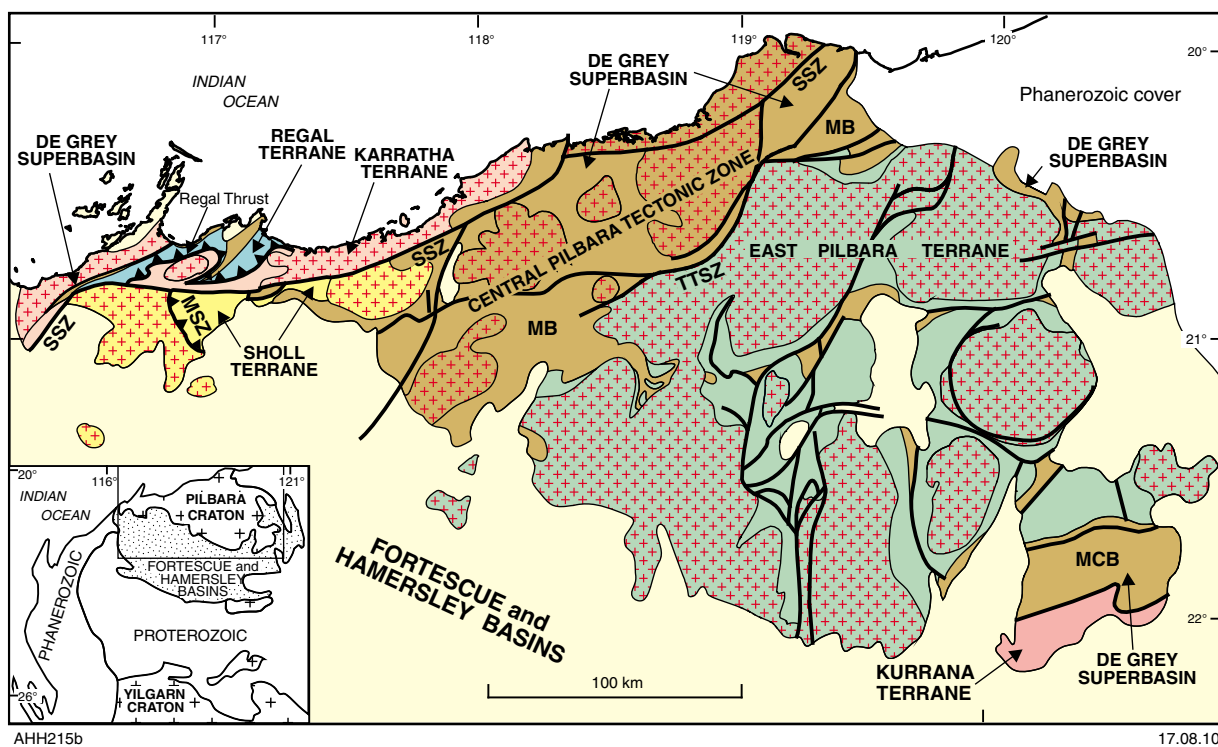 117°
118°
119°
120°
20°
INDIAN
OCEAN
DE GREY
SUPERBASIN
SSZ
MB
Phanerozoic cover
DE GREY
SUPERBASIN
REGAL
TERRANE
KARRATHA
TERRANE
DE GREY
SUPERBASIN
Regal Thrust
SSZ
CENTRAL PILBARA TECTONIC ZONE
EAST PILBARA TERRANE
TTSZ
SSZ
MSZ
SHOLL
TERRANE
MB
21°
20°
116°
121°
INDIAN
OCEAN
PILBARA
CRATON
FORTESCUE and
HAMERSLEY
BASINS
PHANEROZOIC
PROTEROZOIC
26°
YILGARN
CRATON
FORTESCUE and
HAMERSLEY BASINS
100 km
MCB
22°
KURRANA
TERRANE
DE GREY
SUPERBASIN
AHH215b
17.08.10